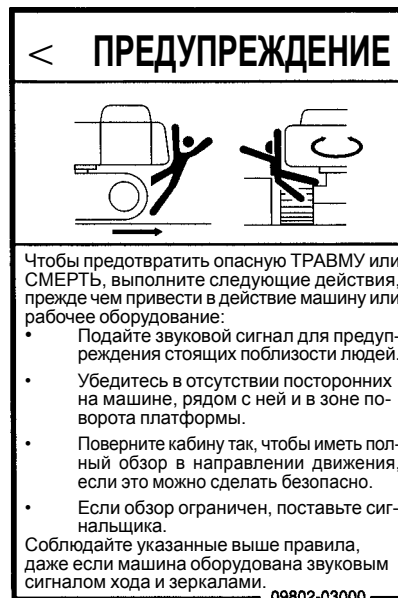 < ПРЕДУПРЕЖДЕНИЕ
Чтобы предотвратить опасную ТРАВМУ или
СМЕРТЬ, выполните следующие действия,
прежде чем привести в действие машину или
рабочее оборудование:
• Подайте звуковой сигнал для предуп-
реждения стоящих поблизости людей.
• Убедитесь в отсутствии посторонних
на машине, рядом с ней и в зоне по-
ворота платформы.
• Поверните кабину так, чтобы иметь пол-
ный обзор в направлении движения,
если это можно сделать безопасно.
• Если обзор ограничен, поставьте сиг-
нальщика.
Соблюдайте указанные выше правила,
даже если машина оборудована звуковым
сигналом хода и зеркалами.
09802-03000